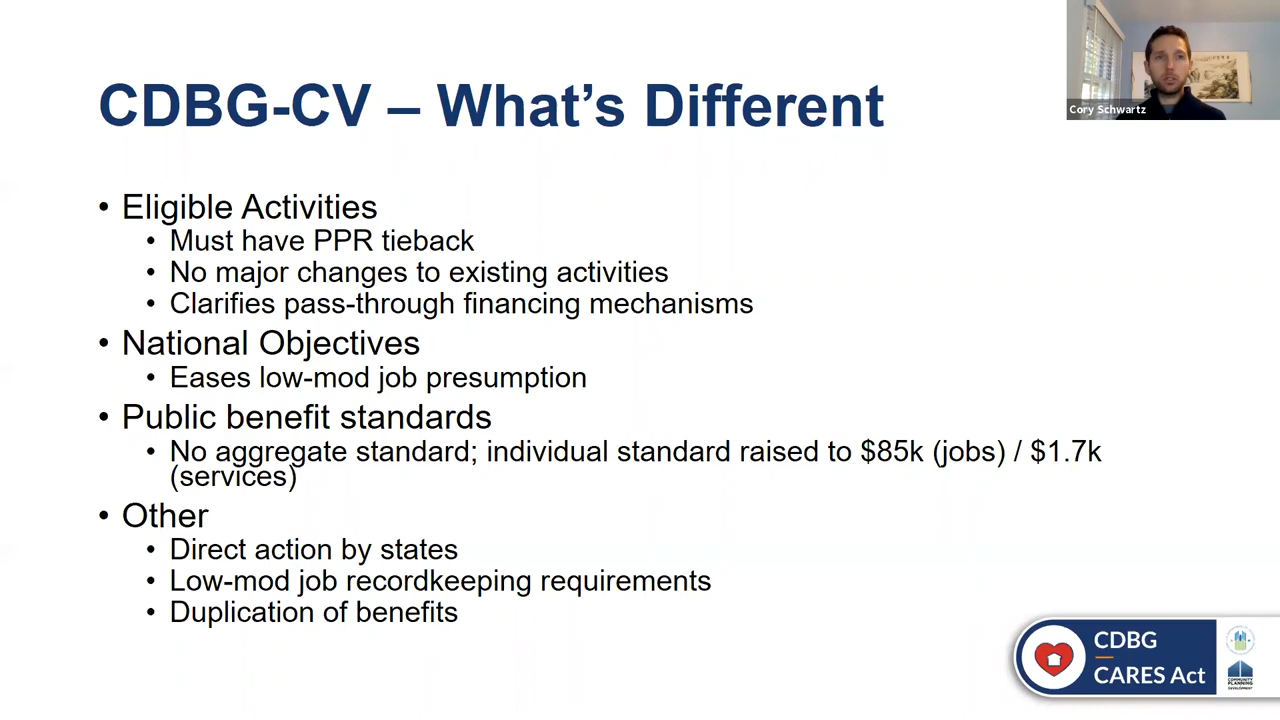 CDBG-CV – What's Different
Cory Schwartz
• Eligible Activities
• Must have PPR tieback
• No major changes to existing activities
• Clarifies pass-through financing mechanisms
• National Objectives
• Eases low-mod job presumption
• Public benefit standards
• No aggregate standard; individual standard raised to $85k (jobs) / $1.7k
(services)
• Other
• Direct action by states
• Low-mod job recordkeeping requirements
• Duplication of benefits
CDBG
CARES Act
COMMUNITY
PLANNING
DEVELOPMENT